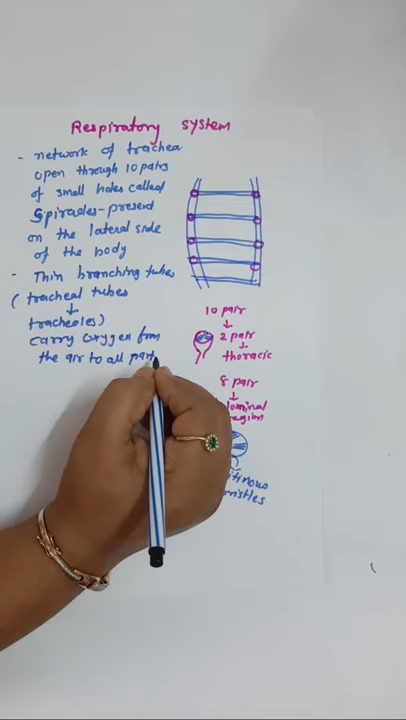 Respiratory system
- network of trachea
open through 10 pairs
of small holes called
Spiracles - present
on the lateral side
of the body
- Thin branching tubes
( tracheal tubes
↓
tracheoles)
carry oxygen from
the air to all part
10 pair
↓
2 pair
↓
thoracic
8 pair
↓
region